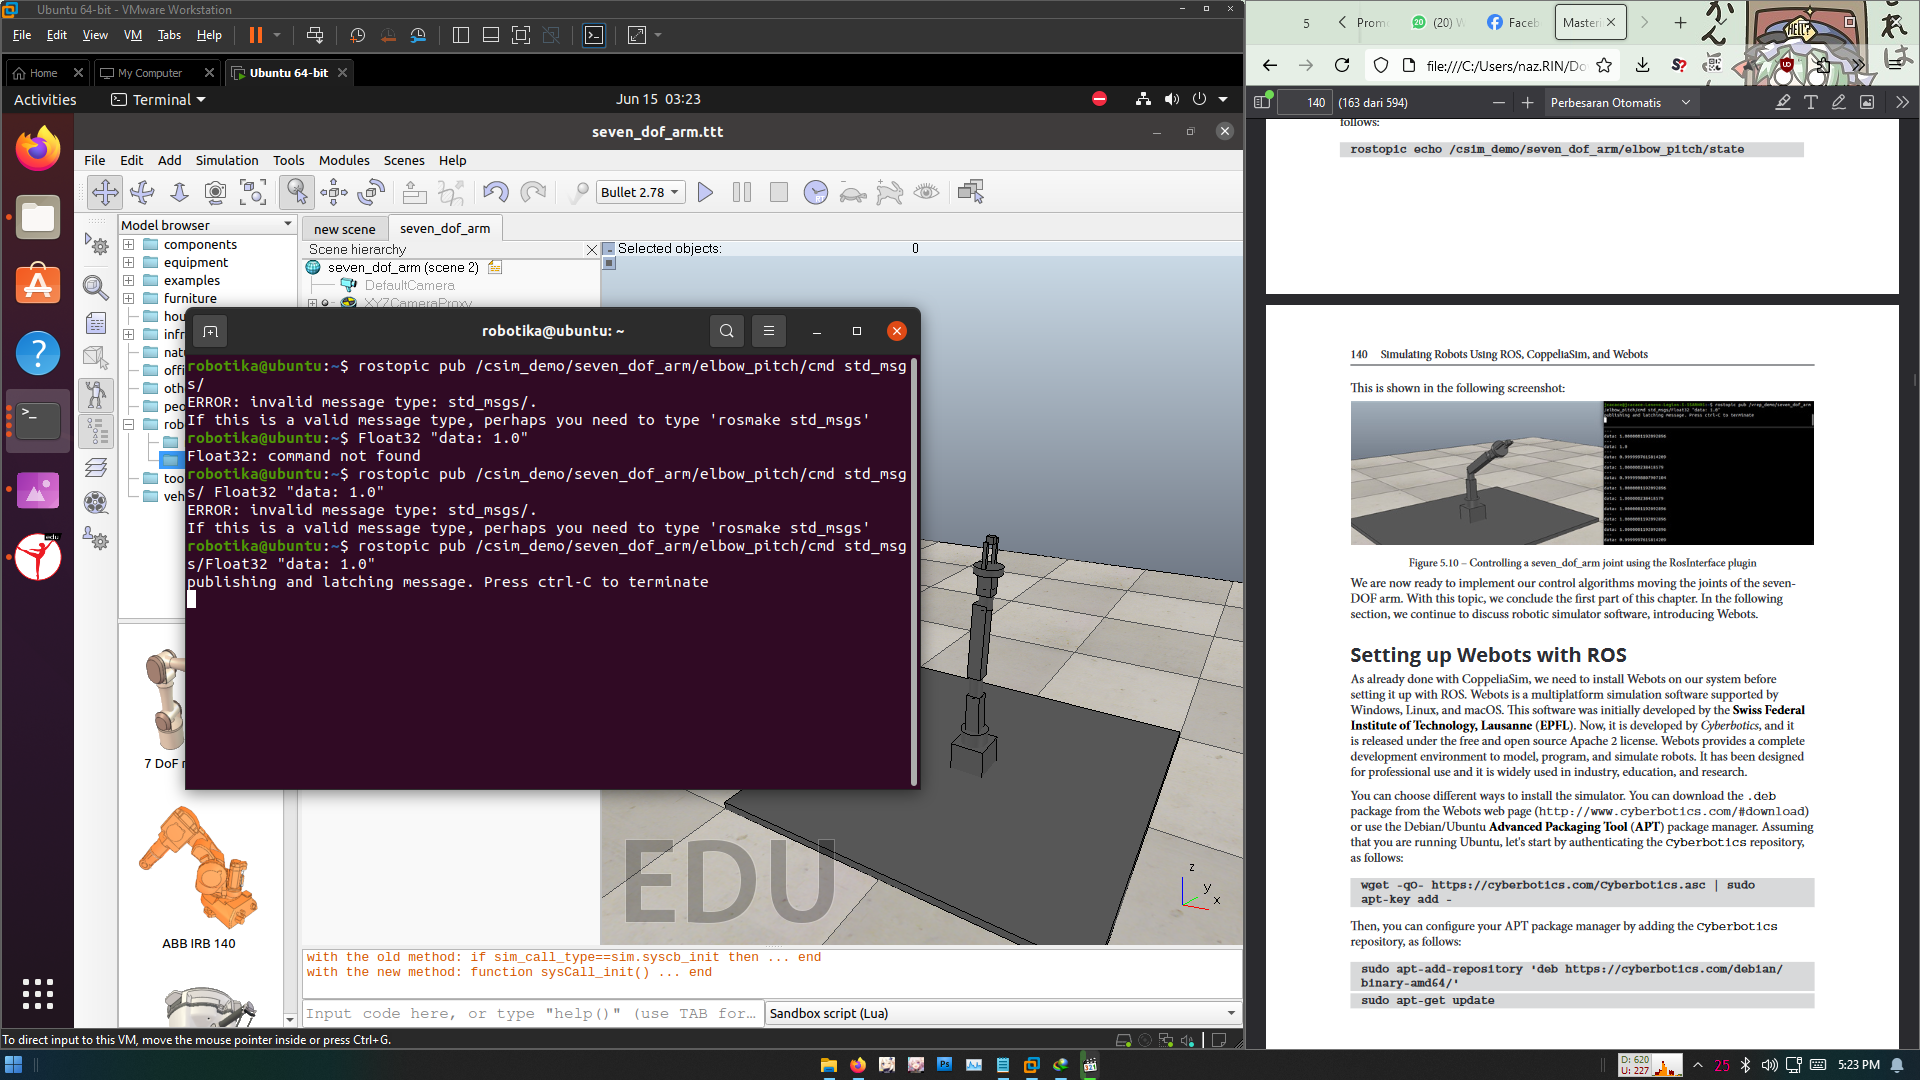 Ubuntu 64-bit - VMware Workstation
File Edit View VM Tabs Help
Home
My Computer
Ubuntu 64-bit
Activities
Terminal
Jun 15 03:23
seven_dof_arm.ttt
File Edit Add Simulation Tools Modules Scenes Help
Bullet 2.78
Model browser
components
equipment
examples
furniture
new scene
seven_dof_arm
Scene hierarchy
Selected objects: 0
seven_dof_arm (scene 2)
DefaultCamera
XYZCameraProxy
robotika@ubuntu: ~
robotika@ubuntu:~$ rostopic pub /csim_demo/seven_dof_arm/elbow_pitch/cmd std_msg
s/
ERROR: invalid message type: std_msgs/.
If this is a valid message type, perhaps you need to type 'rosmake std_msgs'
robotika@ubuntu:~$ Float32 "data: 1.0"
Float32: command not found
robotika@ubuntu:~$ rostopic pub /csim_demo/seven_dof_arm/elbow_pitch/cmd std_msg
s/ Float32 "data: 1.0"
ERROR: invalid message type: std_msgs/.
If this is a valid message type, perhaps you need to type 'rosmake std_msgs'
robotika@ubuntu:~$ rostopic pub /csim_demo/seven_dof_arm/elbow_pitch/cmd std_msg
s/Float32 "data: 1.0"
publishing and latching message. Press ctrl-C to terminate
7 DoF
ABB IRB 140
EDU
z
y
x
with the old method: if sim_call_type==sim.syscb_init then ... end
with the new method: function sysCall_init() ... end
Input code here, or type "help()" (use TAB for...
Sandbox script (Lua)
To direct input to this VM, move the mouse pointer inside or press Ctrl+G.
5
Promo
(20) W
Faceb
Masteri
file:///C:/Users/naz.RIN/Do
140 (163 dari 594)
Perbesaran Otomatis
follows:
rostopic echo /csim_demo/seven_dof_arm/elbow_pitch/state
140 Simulating Robots Using ROS, CoppeliaSim, and Webots
This is shown in the following screenshot:
Figure 5.10 – Controlling a seven_dof_arm joint using the RosInterface plugin
We are now ready to implement our control algorithms moving the joints of the seven-
DOF arm. With this topic, we conclude the first part of this chapter. In the following
section, we continue to discuss robotic simulator software, introducing Webots.
Setting up Webots with ROS
As already done with CoppeliaSim, we need to install Webots on our system before
setting it up with ROS. Webots is a multiplatform simulation software supported by
Windows, Linux, and macOS. This software was initially developed by the Swiss Federal
Institute of Technology, Lausanne (EPFL). Now, it is developed by Cyberbotics, and it
is released under the free and open source Apache 2 license. Webots provides a complete
development environment to model, program, and simulate robots. It has been designed
for professional use and it is widely used in industry, education, and research.
You can choose different ways to install the simulator. You can download the .deb
package from the Webots web page (http://www.cyberbotics.com/#download)
or use the Debian/Ubuntu Advanced Packaging Tool (APT) package manager. Assuming
that you are running Ubuntu, let's start by authenticating the Cyberbotics repository,
as follows:
wget -qO- https://cyberbotics.com/Cyberbotics.asc | sudo
apt-key add -
Then, you can configure your APT package manager by adding the Cyberbotics
repository, as follows:
sudo apt-add-repository 'deb https://cyberbotics.com/debian/
binary-amd64/'
sudo apt-get update
D: 620
U: 227
25
5:23 PM